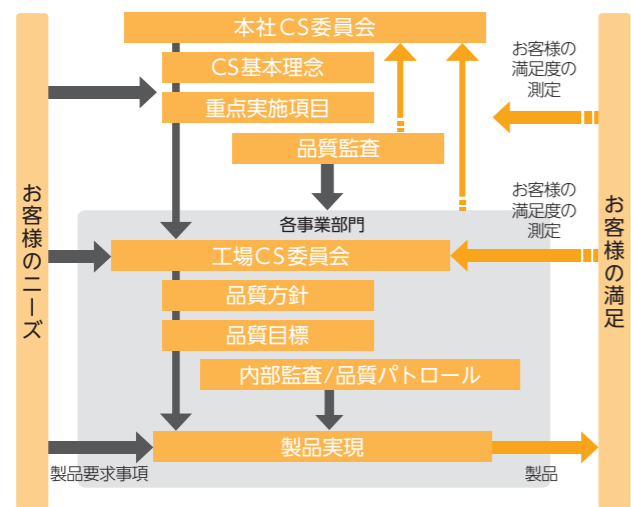 本社CS委員会
CS基本理念
重点実施項目
品質監査
お客様の
満足度の
測定
お客様のニーズ
各事業部門
お客様の
満足度の
測定
お客様の満足
工場CS委員会
品質方針
品質目標
内部監査/品質パトロール
製品実現
製品要求事項
製品